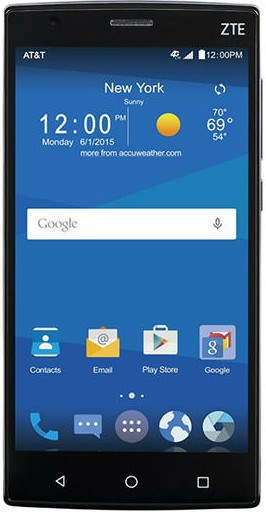 ZTE
AT&T 4G 12:00PM
New York
Sunny
12:00 PM
Monday 6/1/2015
70°
69°
54°
more from accuweather.com
Google
Contacts Email Play Store Google